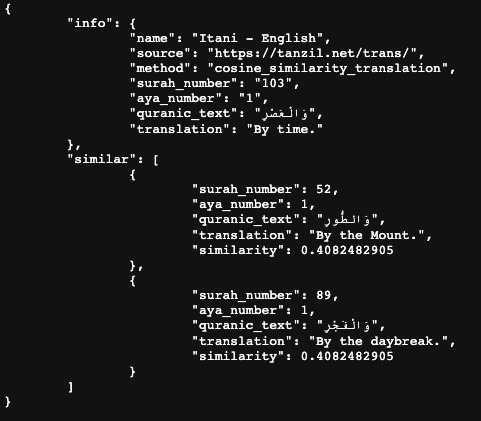 {
"info": {
"name": "Itani - English",
"source": "https://tanzil.net/trans/",
"method": "cosine_similarity_translation",
"surah_number": "103",
"aya_number": "1",
"quranic_text": "وَالْعَصْرِ",
"translation": "By time."
},
"similar": [
{
"surah_number": 52,
"aya_number": 1,
"quranic_text": "وَالطُّورِ",
"translation": "By the Mount.",
"similarity": 0.4082482905
},
{
"surah_number": 89,
"aya_number": 1,
"quranic_text": "وَالْفَجْرِ",
"translation": "By the daybreak.",
"similarity": 0.4082482905
}
]
}